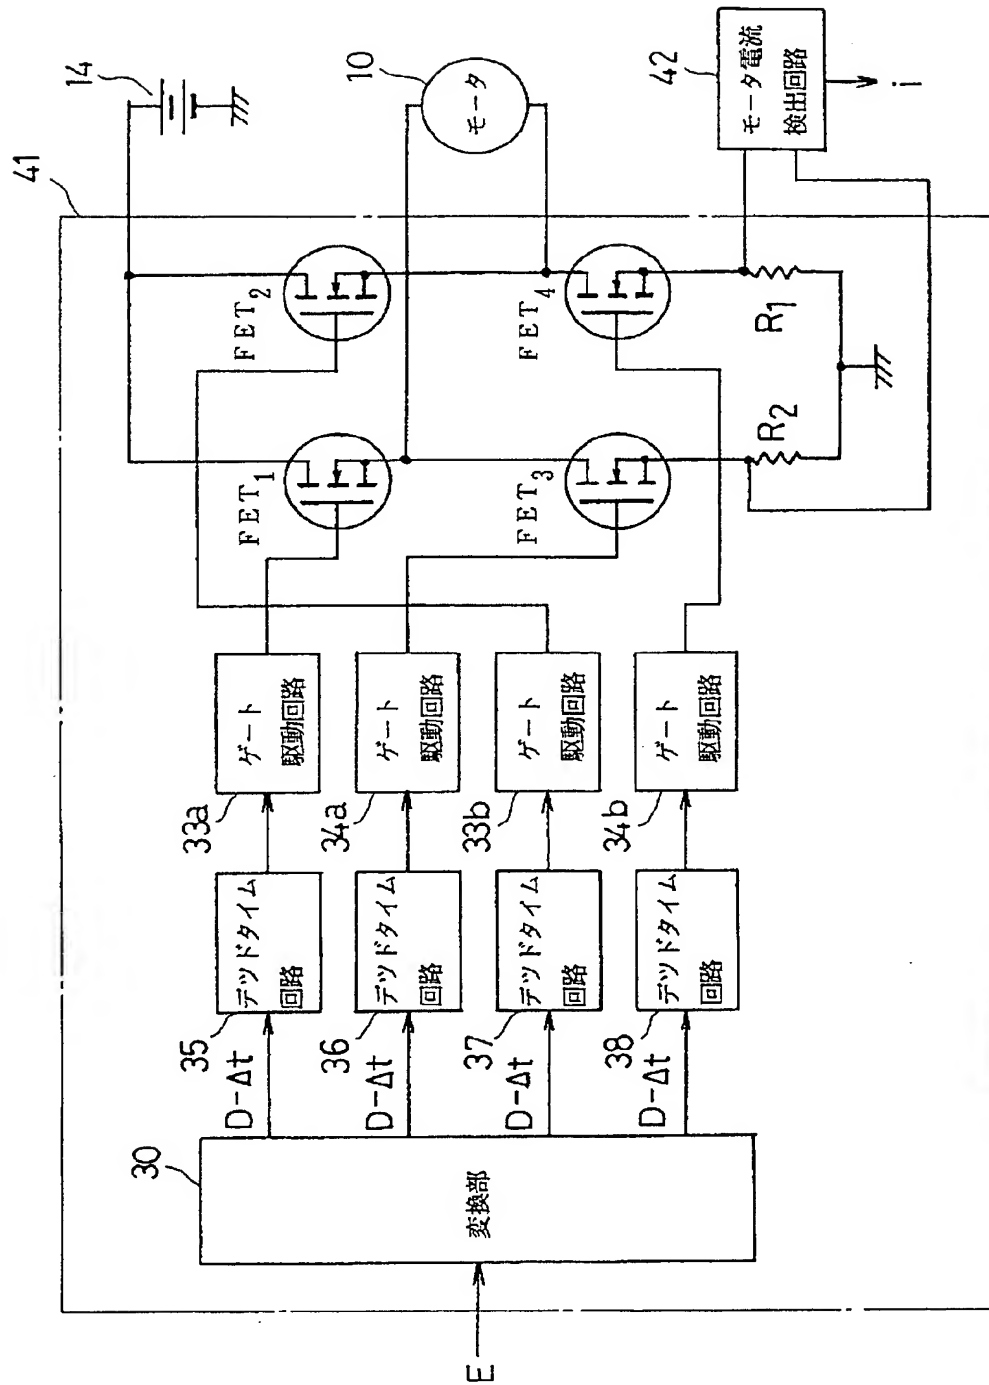 41
14
10
モータ
42
モータ電流
検出回路
i
FET2
FET1
FET4
FET3
R1
R2
33a
ゲート
駆動回路
34a
ゲート
駆動回路
33b
ゲート
駆動回路
34b
ゲート
駆動回路
35
デッドタイム
回路
36
デッドタイム
回路
37
デッドタイム
回路
38
デッドタイム
回路
D-Δt
D-Δt
D-Δt
D-Δt
30
変換部
E